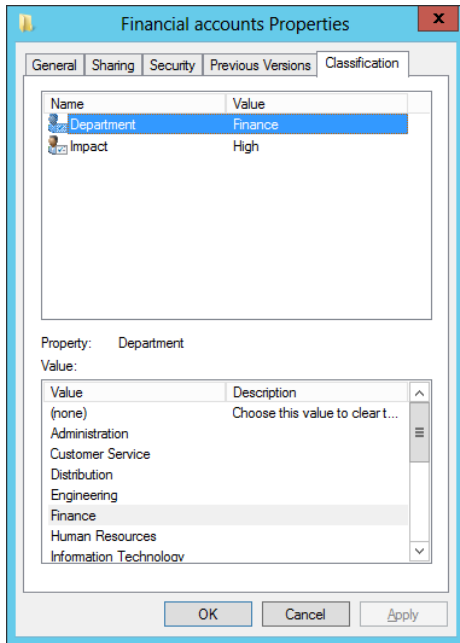 Financial accounts Properties
x
General Sharing Security Previous Versions Classification
Name Value
Department Finance
Impact High
Property: Department
Value:
Value Description
(none) Choose this value to clear t...
Administration
Customer Service
Distribution
Engineering
Finance
Human Resources
Information Technology
OK Cancel Apply